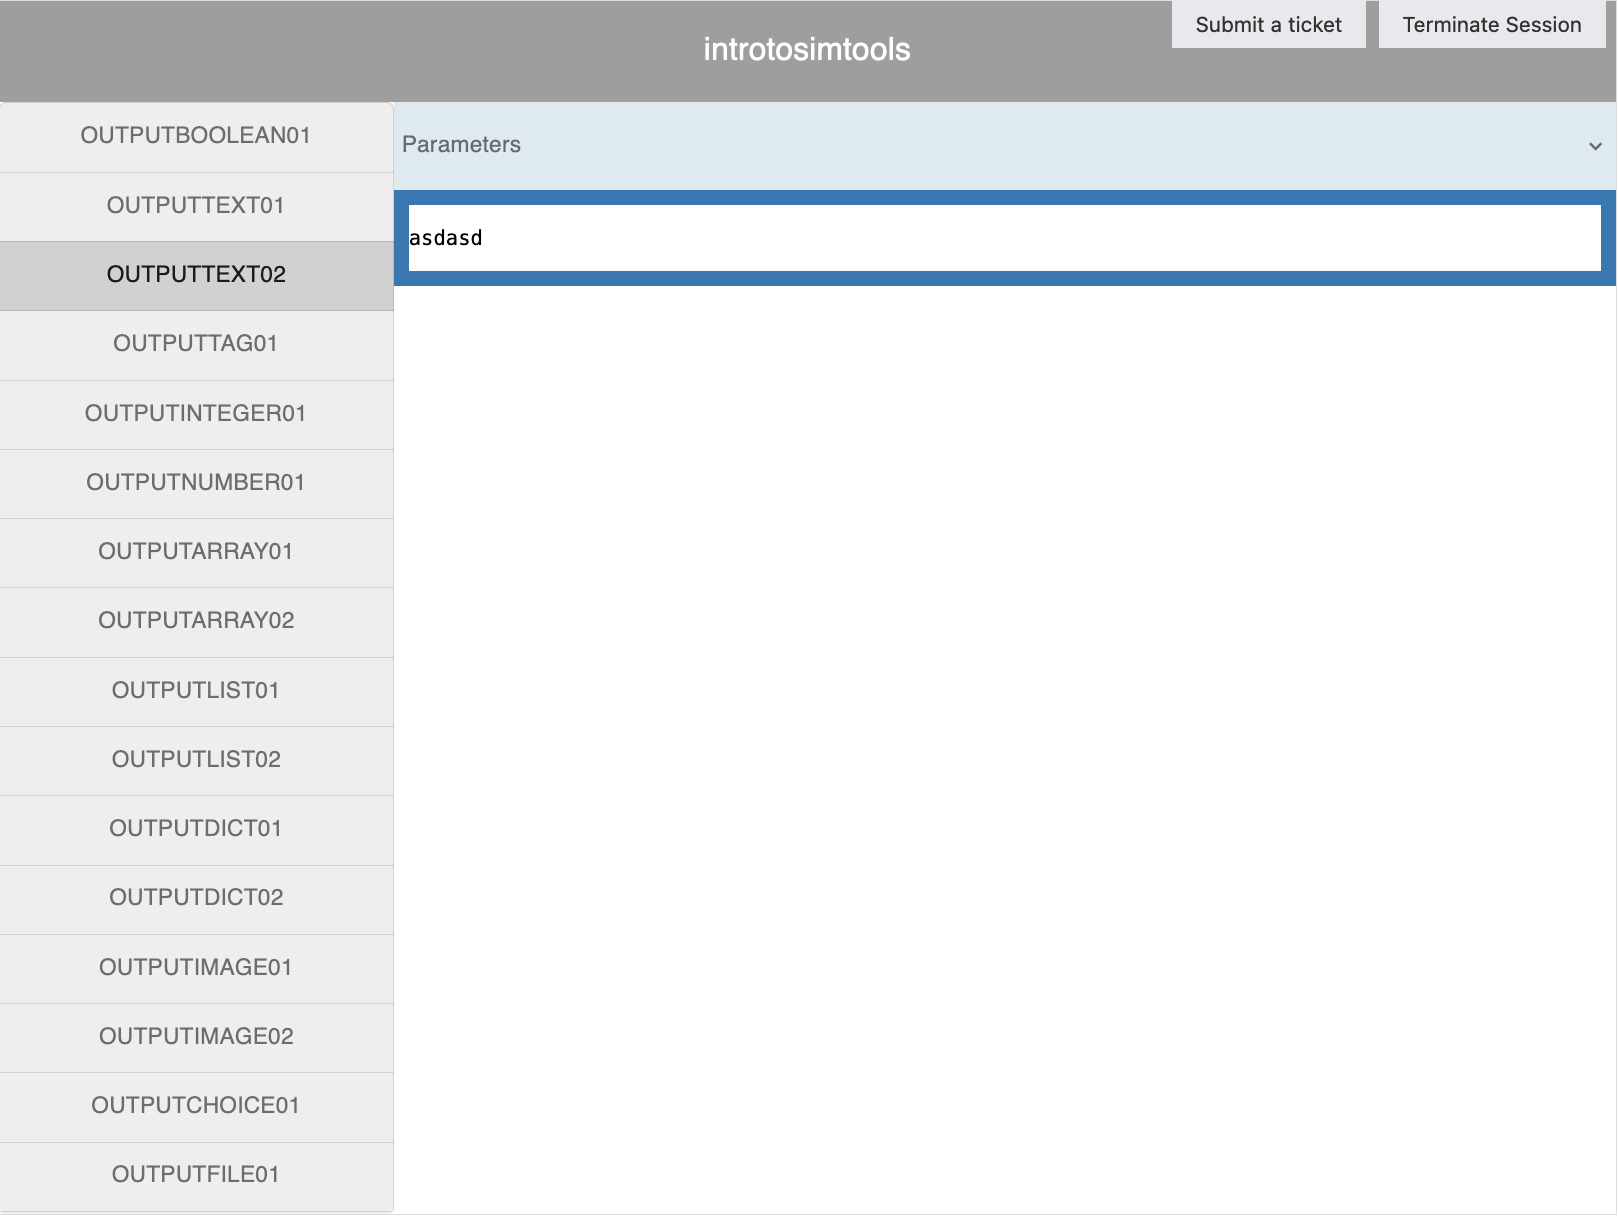 introtosimtools
Submit a ticket
Terminate Session
OUTPUTBOOLEAN01
OUTPUTTEXT01
OUTPUTTEXT02
OUTPUTTAG01
OUTPUTINTEGER01
OUTPUTNUMBER01
OUTPUTARRAY01
OUTPUTARRAY02
OUTPUTLIST01
OUTPUTLIST02
OUTPUTDICT01
OUTPUTDICT02
OUTPUTIMAGE01
OUTPUTIMAGE02
OUTPUTCHOICE01
OUTPUTFILE01
Parameters
asdasd